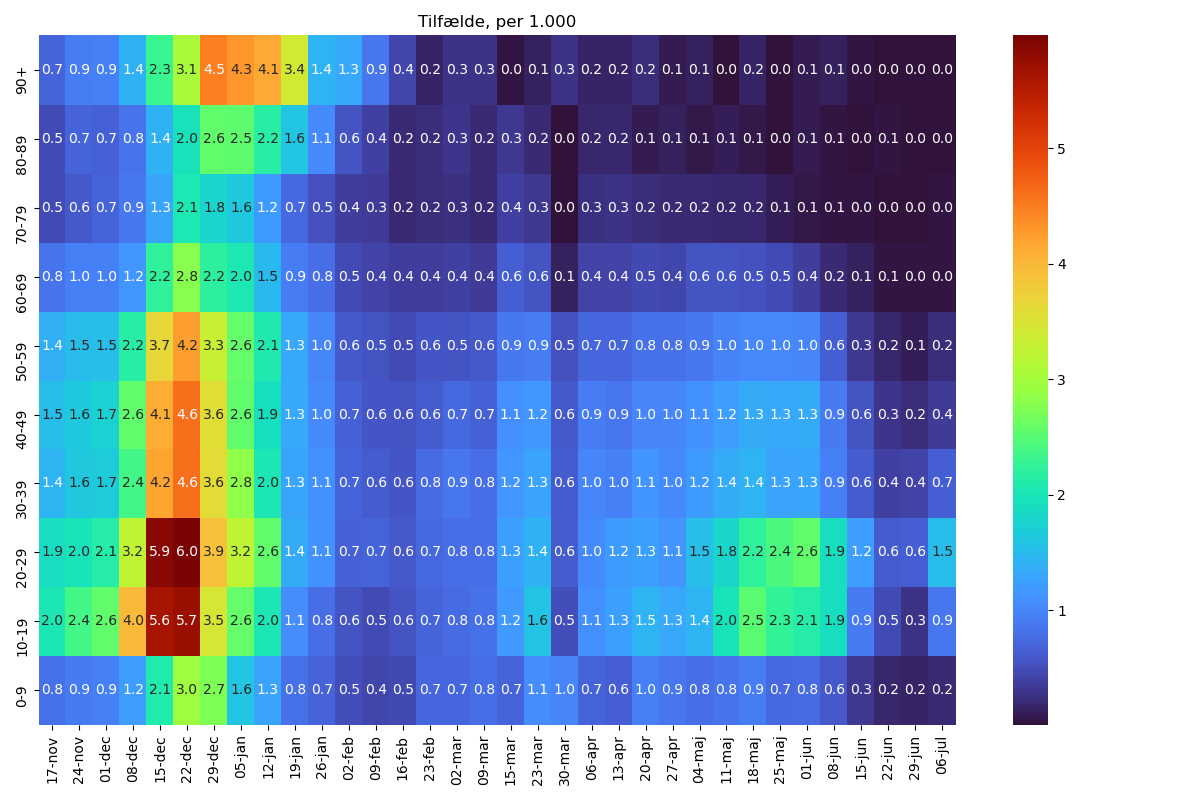 Tilfælde, per 1.000
90+ 0.7 0.9 0.9 1.4 2.3 3.1 4.5 4.3 4.1 3.4 1.4 1.3 0.9 0.4 0.2 0.3 0.3 0.0 0.1 0.3 0.2 0.2 0.2 0.1 0.1 0.0 0.2 0.0 0.1 0.1 0.0 0.0 0.0 0.0
80-89 0.5 0.7 0.7 0.8 1.4 2.0 2.6 2.5 2.2 1.6 1.1 0.6 0.4 0.2 0.2 0.3 0.2 0.3 0.2 0.0 0.2 0.2 0.1 0.1 0.1 0.1 0.1 0.0 0.1 0.1 0.0 0.1 0.0 0.0
70-79 0.5 0.6 0.7 0.9 1.3 2.1 1.8 1.6 1.2 0.7 0.5 0.4 0.3 0.2 0.2 0.3 0.2 0.4 0.3 0.0 0.3 0.3 0.2 0.2 0.2 0.2 0.2 0.1 0.1 0.1 0.0 0.0 0.0 0.0
60-69 0.8 1.0 1.0 1.2 2.2 2.8 2.2 2.0 1.5 0.9 0.8 0.5 0.4 0.4 0.4 0.4 0.4 0.6 0.6 0.1 0.4 0.4 0.5 0.4 0.6 0.6 0.5 0.5 0.4 0.2 0.1 0.1 0.0 0.0
50-59 1.4 1.5 1.5 2.2 3.7 4.2 3.3 2.6 2.1 1.3 1.0 0.6 0.5 0.5 0.6 0.5 0.6 0.9 0.9 0.5 0.7 0.7 0.8 0.8 0.9 1.0 1.0 1.0 1.0 0.6 0.3 0.2 0.1 0.2
40-49 1.5 1.6 1.7 2.6 4.1 4.6 3.6 2.6 1.9 1.3 1.0 0.7 0.6 0.6 0.6 0.7 0.7 1.1 1.2 0.6 0.9 0.9 1.0 1.0 1.1 1.2 1.3 1.3 1.3 0.9 0.6 0.3 0.2 0.4
30-39 1.4 1.6 1.7 2.4 4.2 4.6 3.6 2.8 2.0 1.3 1.1 0.7 0.6 0.6 0.8 0.9 0.8 1.2 1.3 0.6 1.0 1.0 1.1 1.0 1.2 1.4 1.4 1.3 1.3 0.9 0.6 0.4 0.4 0.7
20-29 1.9 2.0 2.1 3.2 5.9 6.0 3.9 3.2 2.6 1.4 1.1 0.7 0.7 0.6 0.7 0.8 0.8 1.3 1.4 0.6 1.0 1.2 1.3 1.1 1.5 1.8 2.2 2.4 2.6 1.9 1.2 0.6 0.6 1.5
10-19 2.0 2.4 2.6 4.0 5.6 5.7 3.5 2.6 2.0 1.1 0.8 0.6 0.5 0.6 0.7 0.8 0.7 1.2 1.6 0.5 1.1 1.3 1.5 1.3 1.4 2.0 2.5 2.3 2.1 1.9 0.9 0.5 0.3 0.9
0-9 0.8 0.9 0.9 1.2 2.1 3.0 2.7 1.6 1.3 0.8 0.7 0.5 0.4 0.5 0.7 0.7 0.8 0.7 1.1 1.0 0.7 0.6 1.0 0.9 0.8 0.8 0.9 0.7 0.8 0.6 0.3 0.2 0.2 0.2
17-nov 24-nov 01-dec 08-dec 15-dec 22-dec 29-dec 05-jan 12-jan 19-jan 26-jan 02-feb 09-feb 16-feb 23-feb 02-mar 09-mar 15-mar 23-mar 30-mar 06-apr 13-apr 20-apr 27-apr 04-maj 11-maj 18-maj 25-maj 01-jun 08-jun 15-jun 22-jun 29-jun 06-jul
5
4
3
2
1